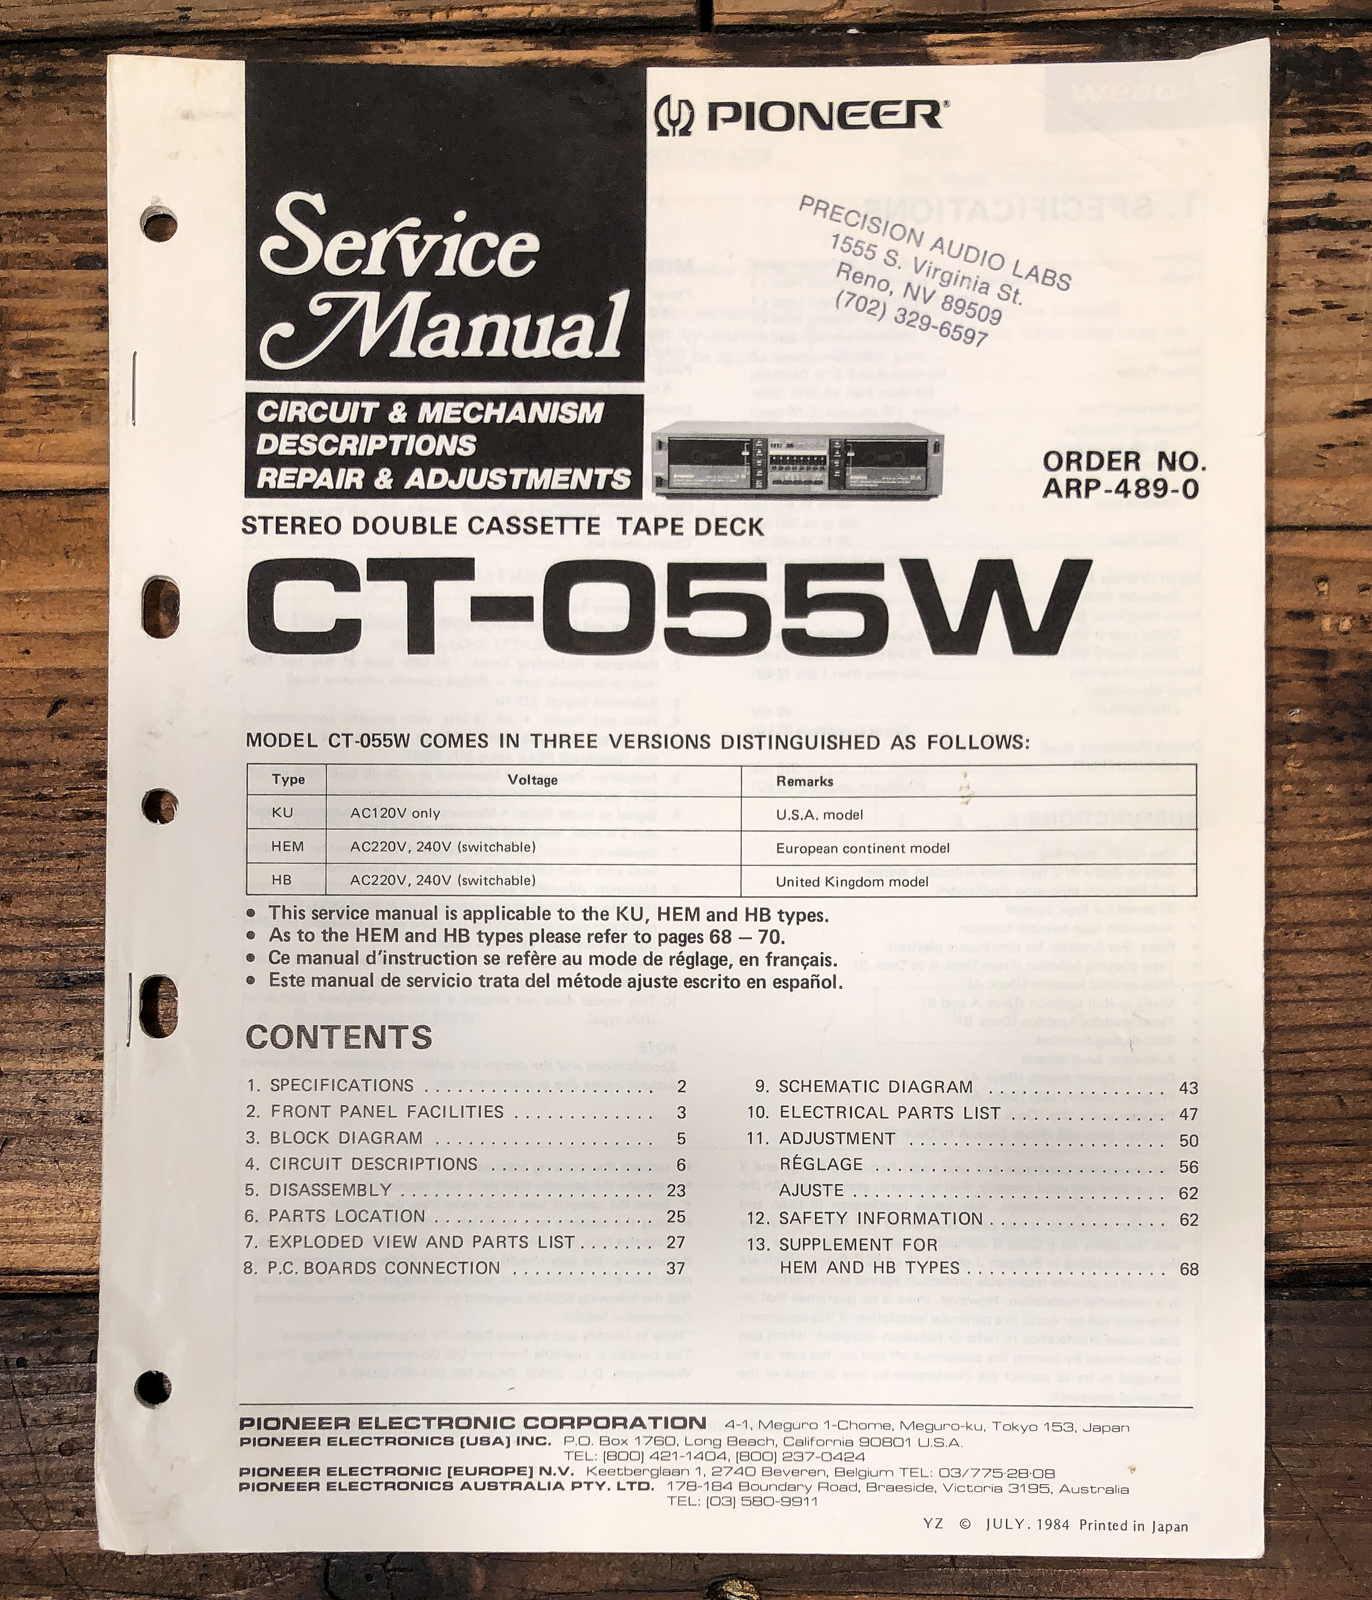 PIONEER®
Service
Manual
PRECISION AUDIO LABS
1555 S. Virginia St.
Reno, NV 89509
(702) 329-6597
CIRCUIT & MECHANISM
DESCRIPTIONS
REPAIR & ADJUSTMENTS
ORDER NO.
ARP-489-0
STEREO DOUBLE CASSETTE TAPE DECK
CT-055W
MODEL CT-055W COMES IN THREE VERSIONS DISTINGUISHED AS FOLLOWS:
Type Voltage Remarks
KU AC120V only U.S.A. model
HEM AC220V, 240V (switchable) European continent model
HB AC220V, 240V (switchable) United Kingdom model
• This service manual is applicable to the KU, HEM and HB types.
• As to the HEM and HB types please refer to pages 68 – 70.
• Ce manual d'instruction se refère au mode de réglage, en français.
• Este manual de servicio trata del método ajuste escrito en español.
CONTENTS
1. SPECIFICATIONS . . . . . . . . . . . . . . . . . . . . . . 2
2. FRONT PANEL FACILITIES . . . . . . . . . . . . . . 3
3. BLOCK DIAGRAM . . . . . . . . . . . . . . . . . . . . . 5
4. CIRCUIT DESCRIPTIONS . . . . . . . . . . . . . . . . . 6
5. DISASSEMBLY . . . . . . . . . . . . . . . . . . . . . . . . 23
6. PARTS LOCATION . . . . . . . . . . . . . . . . . . . . . 25
7. EXPLODED VIEW AND PARTS LIST . . . . . . . 27
8. P.C. BOARDS CONNECTION . . . . . . . . . . . . . . 37
9. SCHEMATIC DIAGRAM . . . . . . . . . . . . . . . . . 43
10. ELECTRICAL PARTS LIST . . . . . . . . . . . . . . . 47
11. ADJUSTMENT . . . . . . . . . . . . . . . . . . . . . . . . 50
RÉGLAGE . . . . . . . . . . . . . . . . . . . . . . . . . . . . 56
AJUSTE . . . . . . . . . . . . . . . . . . . . . . . . . . . . . . 62
12. SAFETY INFORMATION . . . . . . . . . . . . . . . . . 62
13. SUPPLEMENT FOR
HEM AND HB TYPES . . . . . . . . . . . . . . . . . . . 68
PIONEER ELECTRONIC CORPORATION 4-1, Meguro 1-Chome, Meguro-ku, Tokyo 153, Japan
PIONEER ELECTRONICS [USA] INC. P.O. Box 1760, Long Beach, California 90801 U.S.A.
TEL: [800] 421-1404, [800] 237-0424
PIONEER ELECTRONIC [EUROPE] N.V. Keetberglaan 1, 2740 Beveren, Belgium TEL: 03/775·28·08
PIONEER ELECTRONICS AUSTRALIA PTY. LTD. 178-184 Boundary Road, Braeside, Victoria 3195, Australia
TEL: [03] 580-9911
YZ © JULY. 1984 Printed in Japan